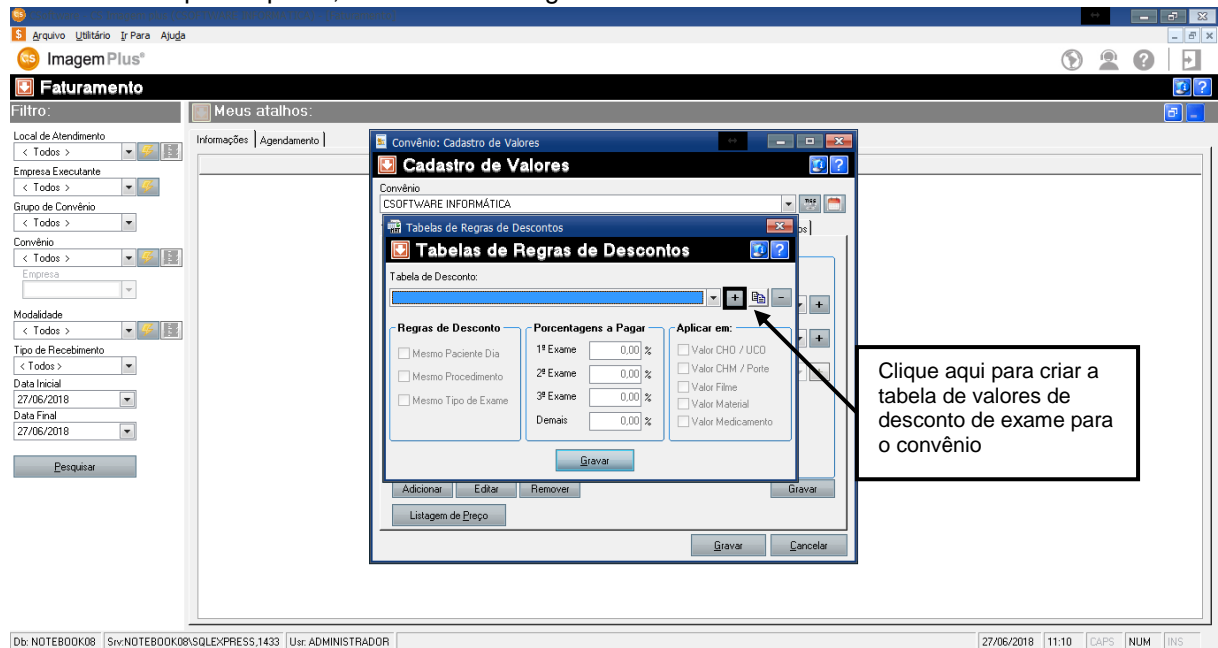 Arquivo Utilitário Ir Para Ajuda
ImagemPlus®
Faturamento
Filtro:
Meus atalhos:
Local de Atendimento
< Todos >
Empresa Executante
< Todos >
Grupo de Convênio
< Todos >
Convênio
< Todos >
Empresa
Modalidade
< Todos >
Tipo de Recebimento
< Todos >
Data Inicial
27/06/2018
Data Final
27/06/2018
Pesquisar
Informações Agendamento
Convênio: Cadastro de Valores
Cadastro de Valores
Convênio
CSOFTWARE INFORMÁTICA
Tabelas de Regras de Descontos
Tabelas de Regras de Descontos
Tabela de Desconto:
Regras de Desconto
Mesmo Paciente Dia
Mesmo Procedimento
Mesmo Tipo de Exame
Porcentagens a Pagar
1ª Exame 0,00 %
2ª Exame 0,00 %
3ª Exame 0,00 %
Demais 0,00 %
Aplicar em:
Valor CHO / UCO
Valor CHM / Porte
Valor Filme
Valor Material
Valor Medicamento
Gravar
Adicionar Editar Remover Gravar
Listagem de Preço
Gravar Cancelar
Clique aqui para criar a
tabela de valores de
desconto de exame para
o convênio
Db: NOTEBOOK08 Srv:NOTEBOOK08\SQLEXPRESS,1433 Usr: ADMINISTRADOR 27/06/2018 11:10 CAPS NUM INS